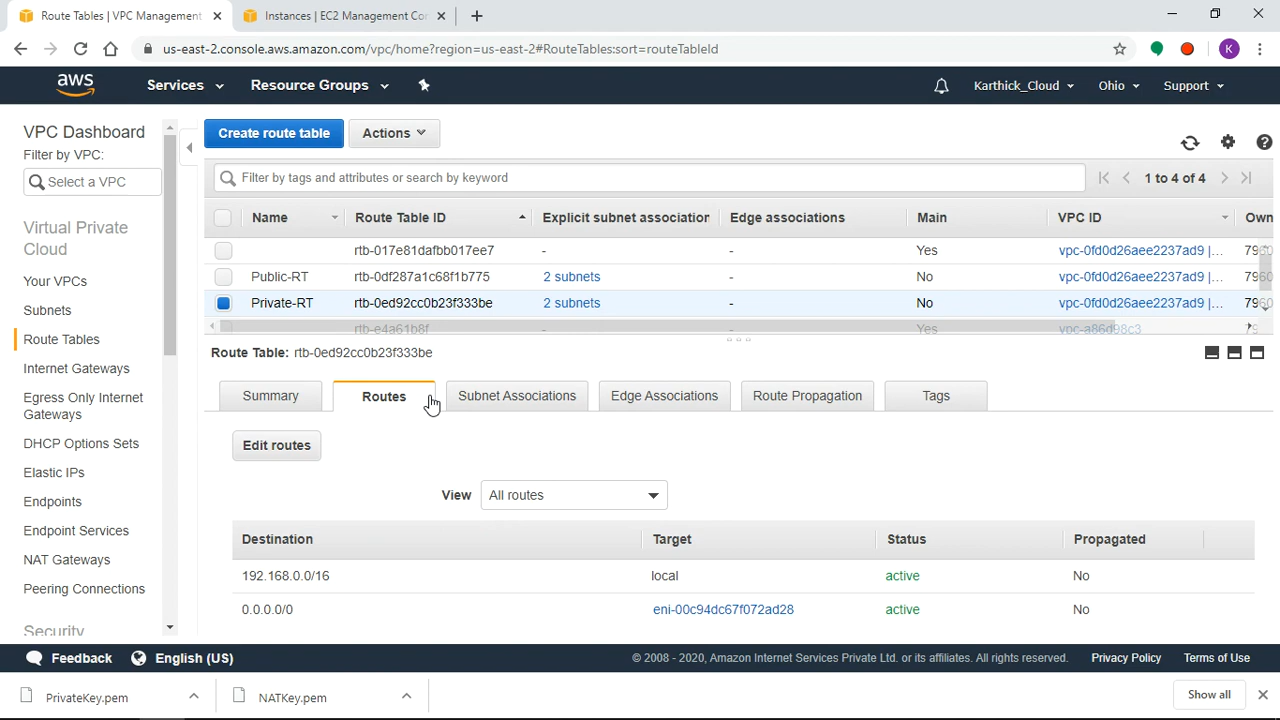 Route Tables | VPC Management
Instances | EC2 Management Con
us-east-2.console.aws.amazon.com/vpc/home?region=us-east-2#RouteTables:sort=routeTableId
K
aws
Services
Resource Groups
Karthick_Cloud
Ohio
Support
VPC Dashboard
Filter by VPC:
Select a VPC
Virtual Private
Cloud
Your VPCs
Subnets
Route Tables
Internet Gateways
Egress Only Internet
Gateways
DHCP Options Sets
Elastic IPs
Endpoints
Endpoint Services
NAT Gateways
Peering Connections
Security
Create route table
Actions
Filter by tags and attributes or search by keyword
1 to 4 of 4
Name Route Table ID Explicit subnet association Edge associations Main VPC ID Own
rtb-017e81dafbb017ee7 - - Yes vpc-0fd0d26aee2237ad9 |... 7960
Public-RT rtb-0df287a1c68f1b775 2 subnets - No vpc-0fd0d26aee2237ad9 |... 7960
Private-RT rtb-0ed92cc0b23f333be 2 subnets - No vpc-0fd0d26aee2237ad9 |... 7960
rtb-e4a61b8f - - Yes vpc-a86d98c3
Route Table: rtb-0ed92cc0b23f333be
Summary
Routes
Subnet Associations
Edge Associations
Route Propagation
Tags
Edit routes
View All routes
Destination Target Status Propagated
192.168.0.0/16 local active No
0.0.0.0/0 eni-00c94dc67f072ad28 active No
Feedback
English (US)
© 2008 - 2020, Amazon Internet Services Private Ltd. or its affiliates. All rights reserved.
Privacy Policy
Terms of Use
PrivateKey.pem
NATKey.pem
Show all